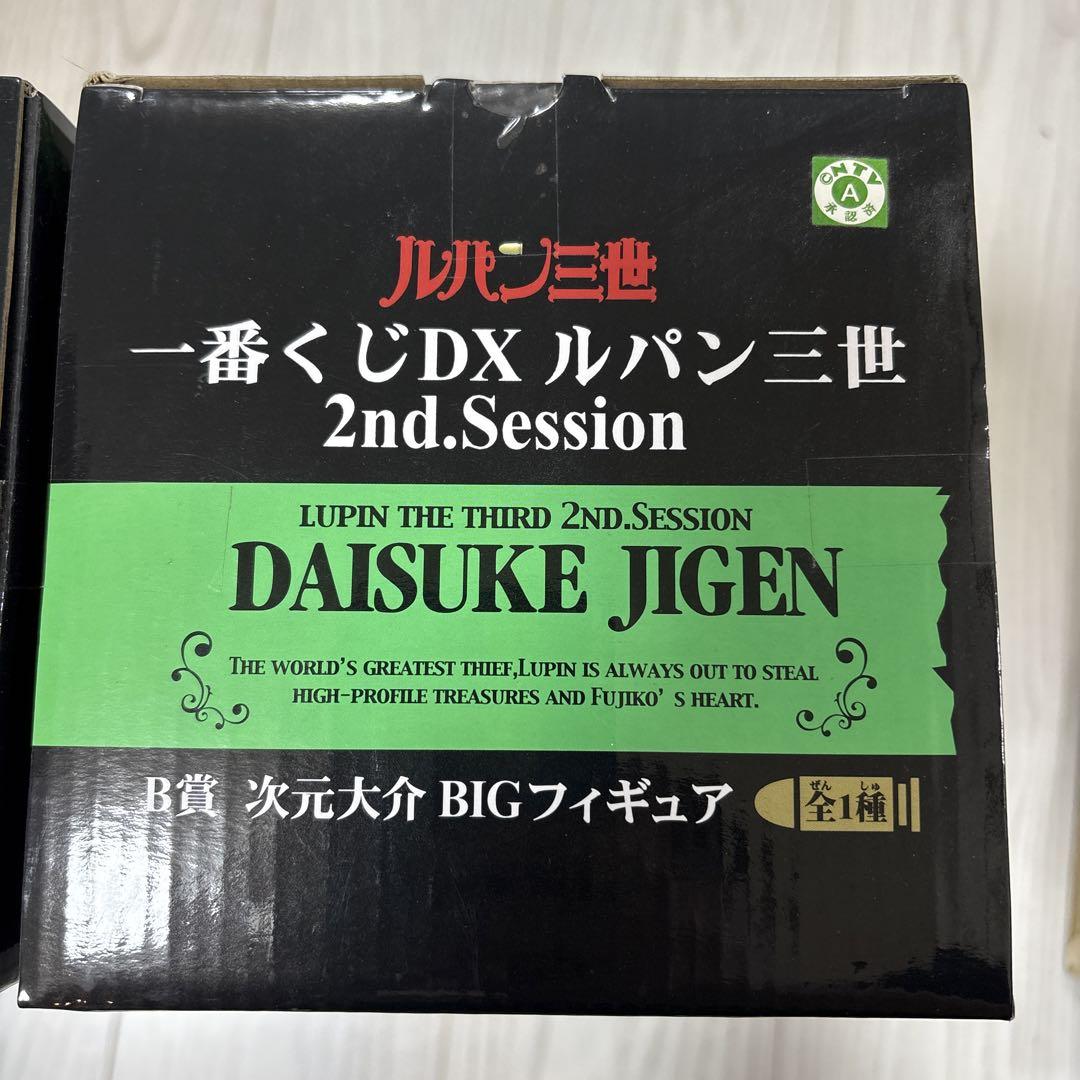 ©NTV
A
承認済
ルパン三世
一番くじDX ルパン三世
2nd.Session
LUPIN THE THIRD 2ND.SESSION
DAISUKE JIGEN
THE WORLD'S GREATEST THIEF,LUPIN IS ALWAYS OUT TO STEAL
HIGH-PROFILE TREASURES AND FUJIKO' S HEART.
B賞 次元大介 BIGフィギュア
ぜん しゅ
全1種